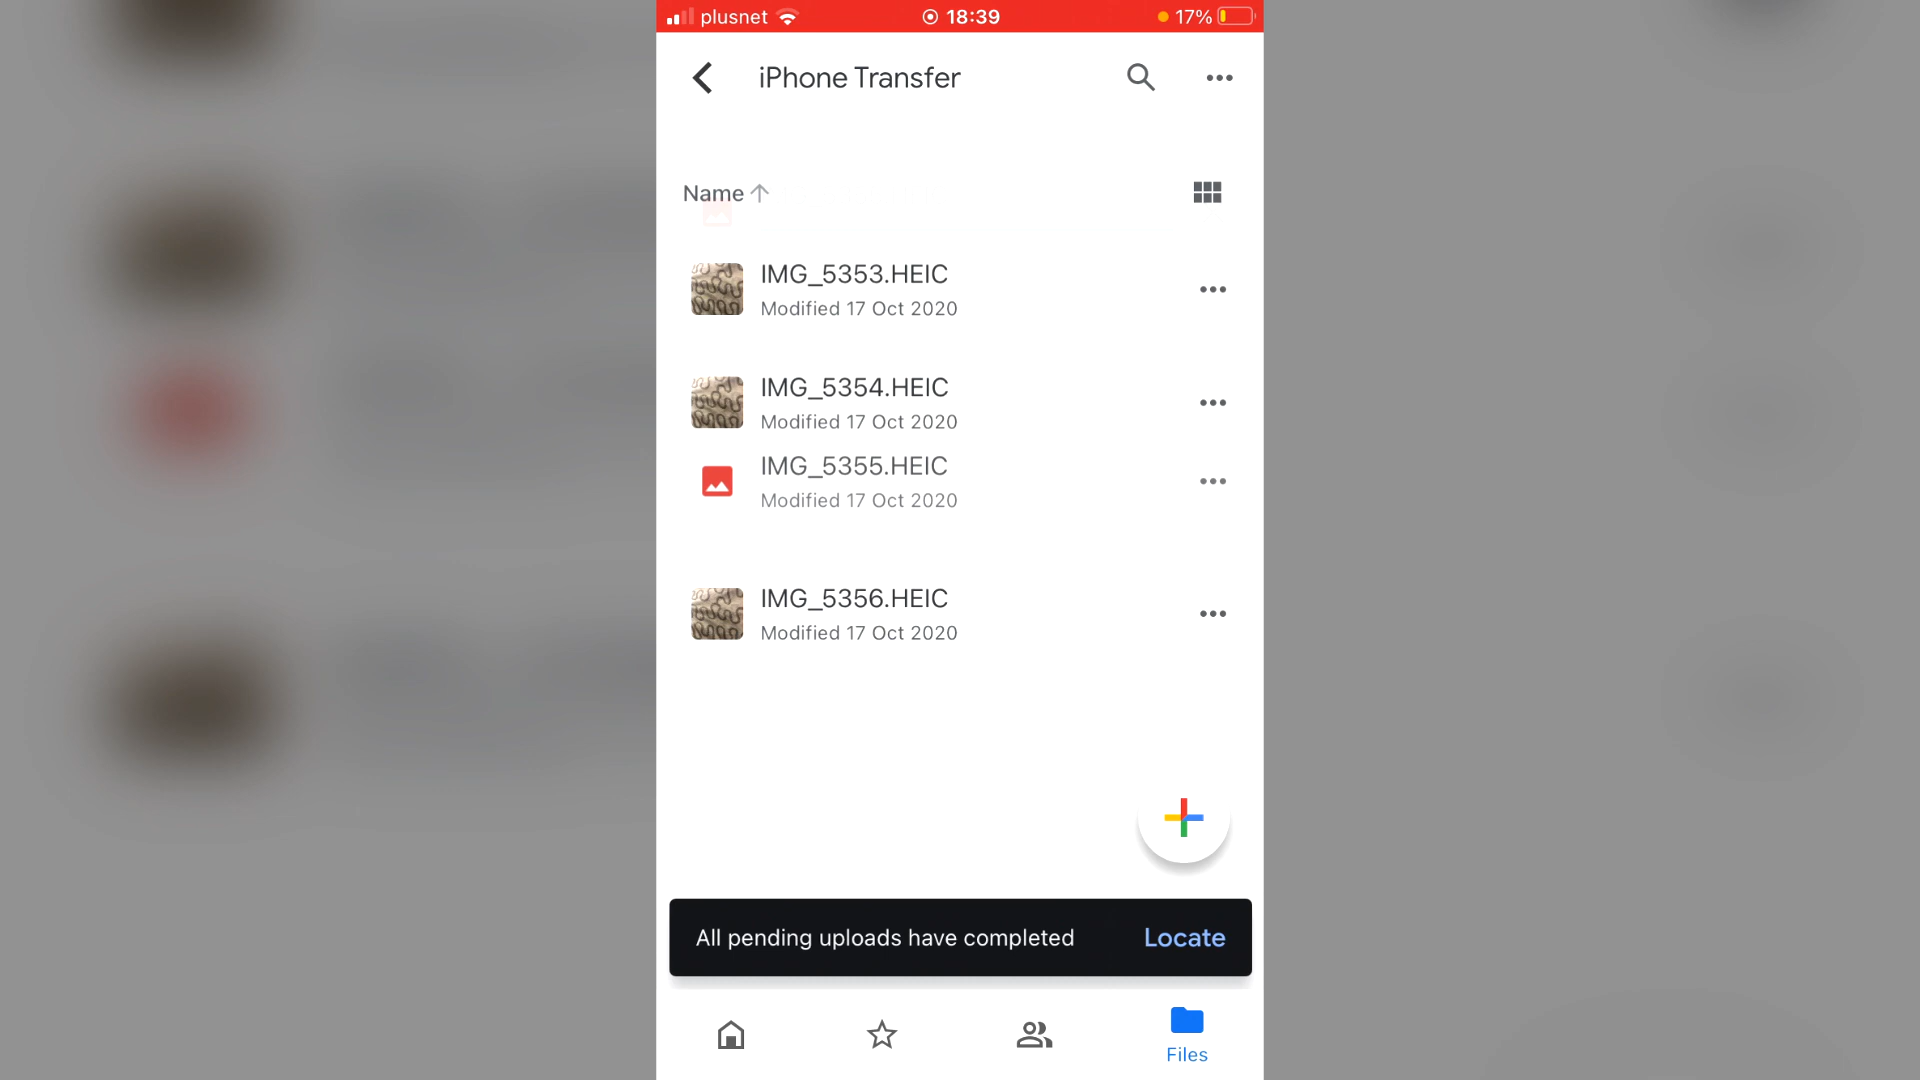 plusnet 18:39 17%
iPhone Transfer
Name
IMG_5353.HEIC
Modified 17 Oct 2020
IMG_5354.HEIC
Modified 17 Oct 2020
IMG_5355.HEIC
Modified 17 Oct 2020
IMG_5356.HEIC
Modified 17 Oct 2020
All pending uploads have completed Locate
Files